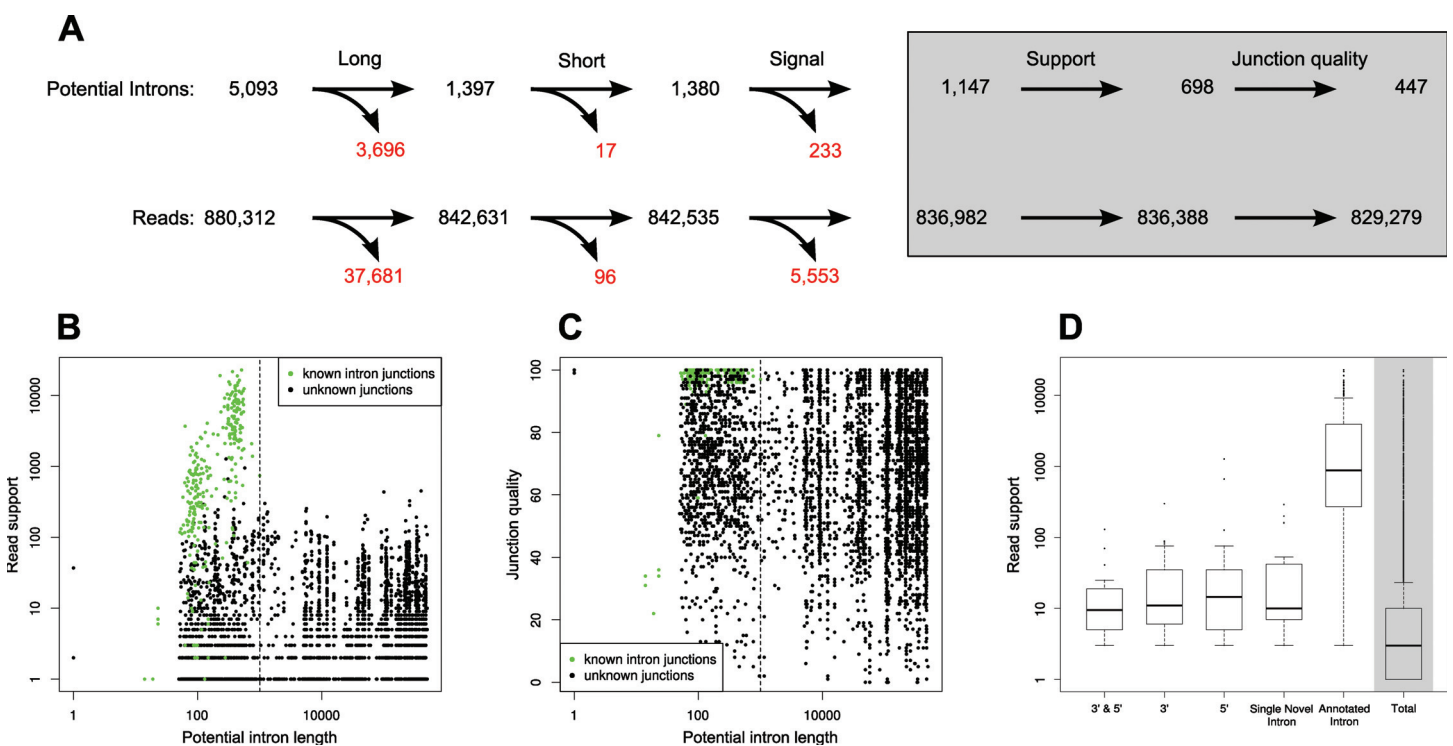 A
Long
Short
Signal
Support
Junction quality
Potential Introns:
5,093
1,397
1,380
1,147
698
447
3,696
17
233
Reads:
880,312
842,631
842,535
836,982
836,388
829,279
37,681
96
5,553
B
known intron junctions
unknown junctions
Read support
10000
1000
100
10
1
1
100
10000
Potential intron length
C
Junction quality
100
80
60
40
20
0
known intron junctions
unknown junctions
1
100
10000
Potential intron length
D
Read support
10000
1000
100
10
1
3' & 5'
3'
5'
Single Novel
Intron
Annotated
Intron
Total